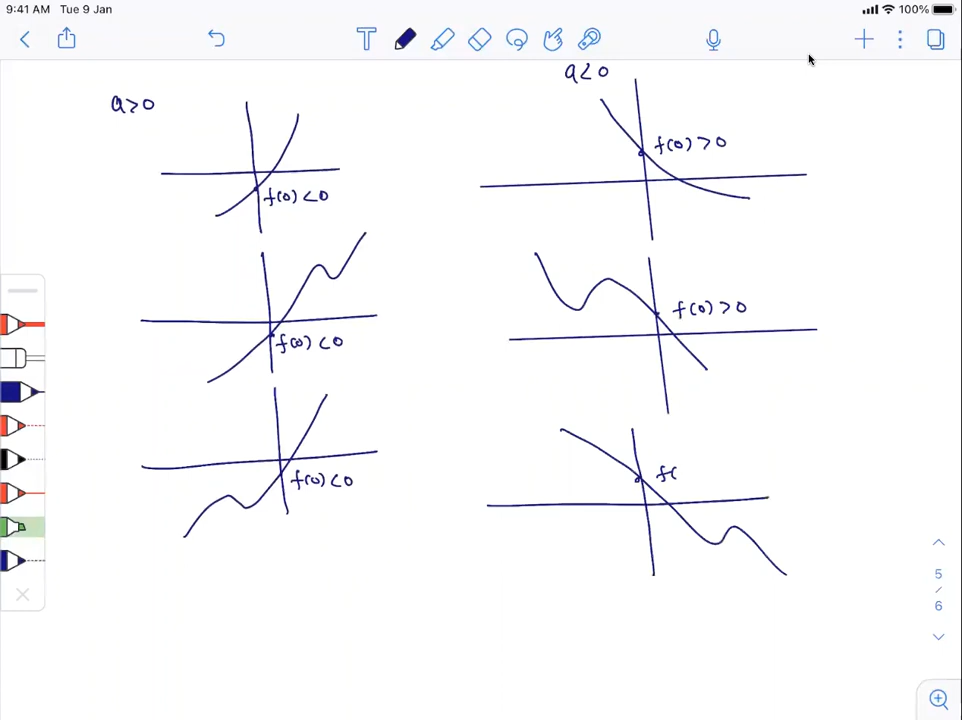 9:41 AM Tue 9 Jan
100%
T
a>0
a<0
f(0)<0
f(0)>0
f(0)<0
f(0)>0
f(0)<0
f(
5
/
6